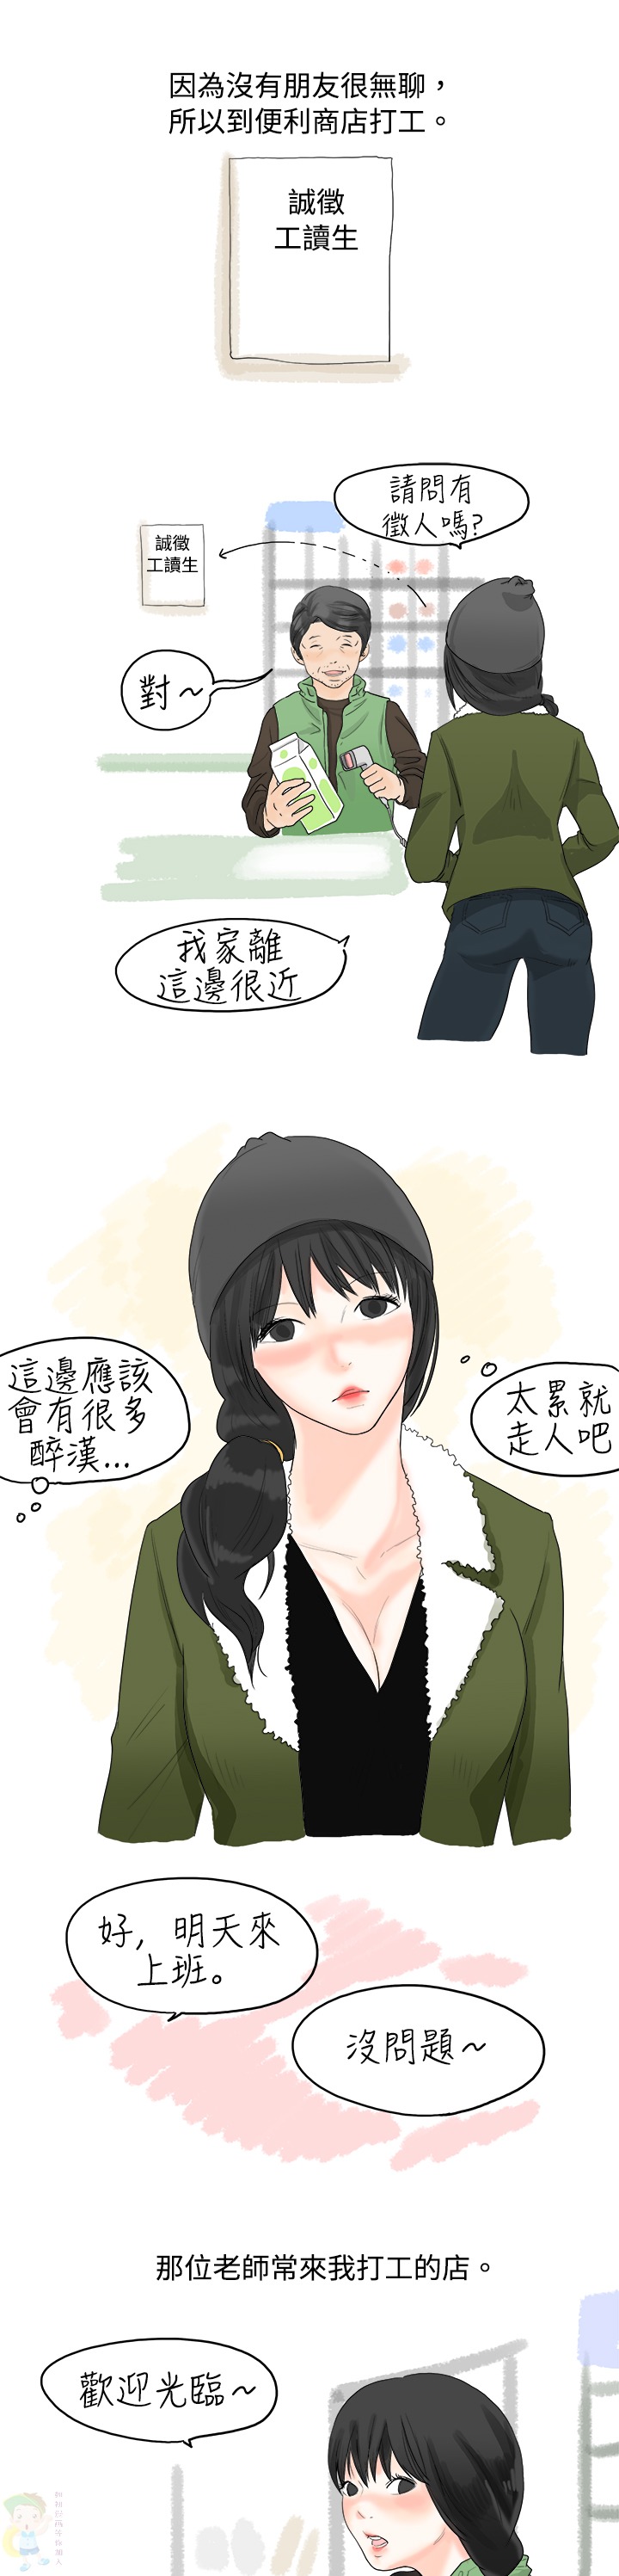 因為沒有朋友很無聊，
所以到便利商店打工。
誠徵
工讀生
請問有
徵人嗎?
誠徵
工讀生
對～
我家離
這邊很近
這邊應該
會有很多
醉漢...
太累就
走人吧
好, 明天來
上班。
沒問題～
那位老師常來我打工的店。
歡迎光臨～